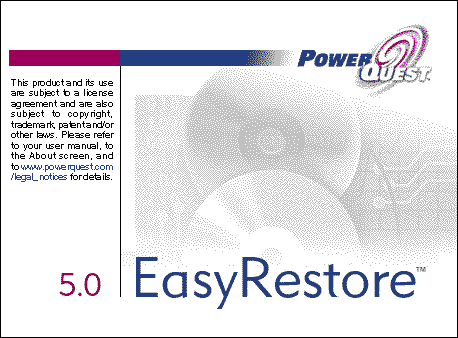 POWERQUEST
This product and its use
are subject to a license
agreement and are also
subject to copyright,
trademark, patent and/or
other laws. Please refer
to your user manual, to
the About screen, and
to www.powerquest.com
/legal_notices for details.
5.0 EasyRestore™